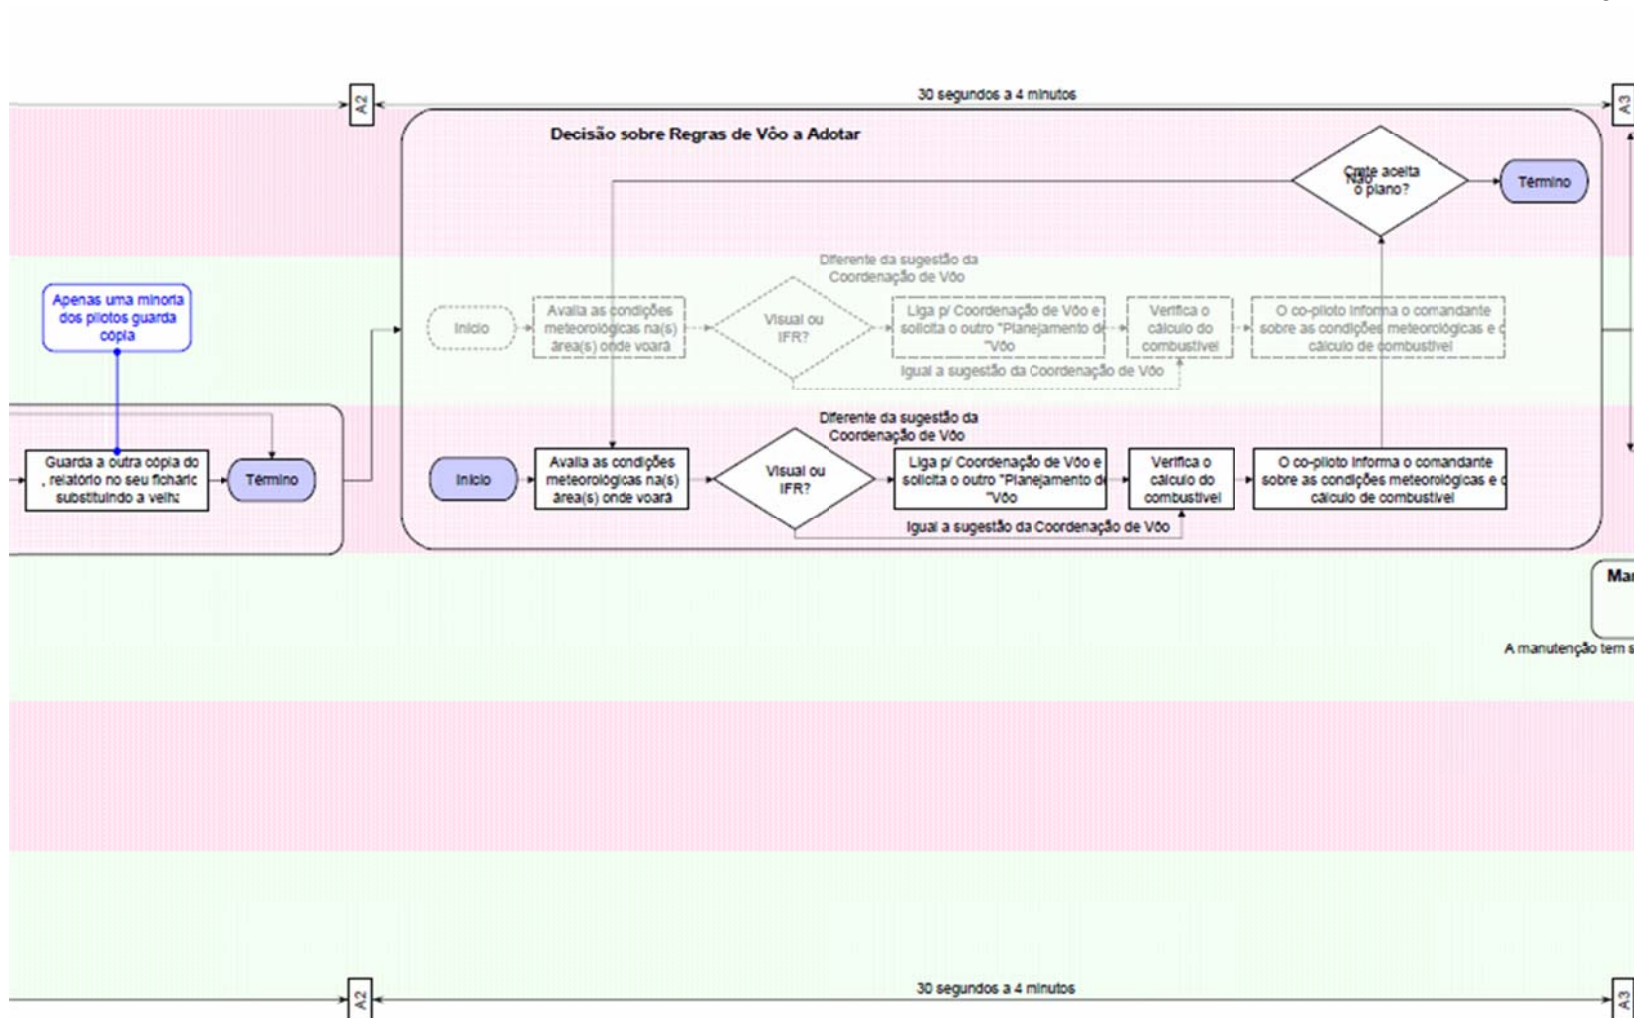 A2
30 segundos a 4 minutos
A3
Decisão sobre Regras de Vôo a Adotar
Cmte aceita
Não
o plano?
Término
Apenas uma minoria
dos pilotos guarda
cópia
Diferente da sugestão da
Coordenação de Vôo
Início
Avalia as condições
meteorológicas na(s)
área(s) onde voará
Visual ou
IFR?
Liga p/ Coordenação de Vôo e
solicita o outro "Planejamento de
"Vôo
Verifica o
cálculo do
combustível
O co-piloto informa o comandante
sobre as condições meteorológicas e o
cálculo de combustível
Igual a sugestão da Coordenação de Vôo
Guarda a outra cópia do
, relatório no seu fichário
substituindo a velha
Término
Diferente da sugestão da
Coordenação de Vôo
Início
Avalia as condições
meteorológicas na(s)
área(s) onde voará
Visual ou
IFR?
Liga p/ Coordenação de Vôo e
solicita o outro "Planejamento de
"Vôo
Verifica o
cálculo do
combustível
O co-piloto informa o comandante
sobre as condições meteorológicas e o
cálculo de combustível
Igual a sugestão da Coordenação de Vôo
A manutenção tem
A2
30 segundos a 4 minutos
A3